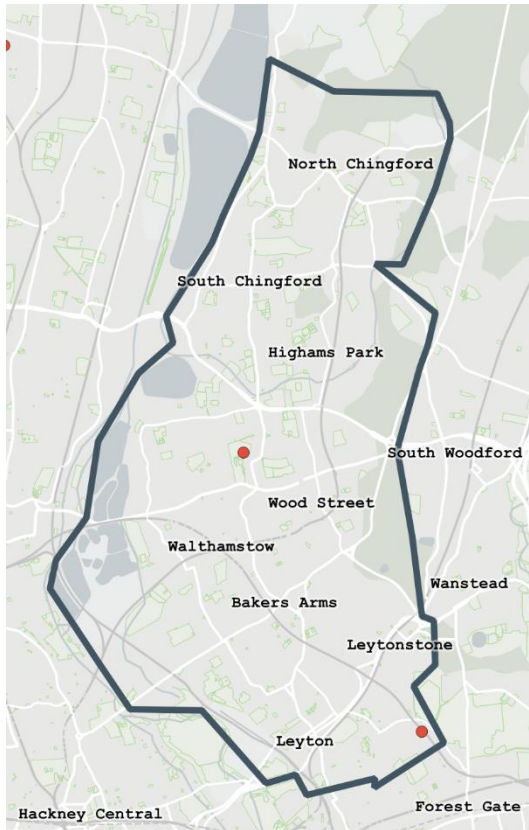 North Chingford
South Chingford
Highams Park
South Woodford
Wood Street
Walthamstow
Wanstead
Bakers Arms
Leytonstone
Leyton
Forest Gate
Hackney Central